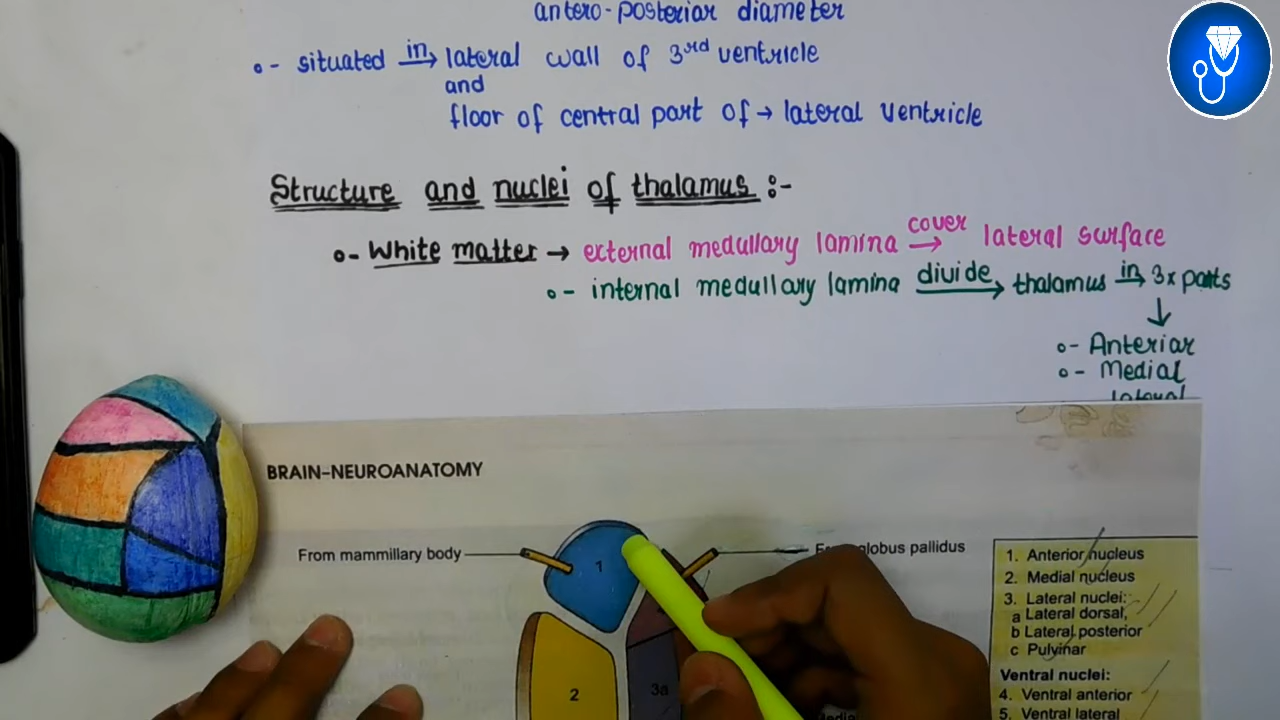 antero-posterior diameter
o- situated in→ lateral wall of 3rd ventricle
and
floor of central part of → lateral ventricle
Structure and nuclei of thalamus :-
o- White matter → external medullary lamina cover→ lateral surface
o- internal medullary lamina divide→ thalamus in→ 3x parts
↓
o- Anterior
o- Medial
lateral
BRAIN–NEUROANATOMY
From mammillary body
globus pallidus
1
2
3a
1. Anterior nucleus
2. Medial nucleus
3. Lateral nuclei:
a Lateral dorsal,
b Lateral posterior
c Pulvinar
Ventral nuclei:
4. Ventral anterior
5. Ventral lateral